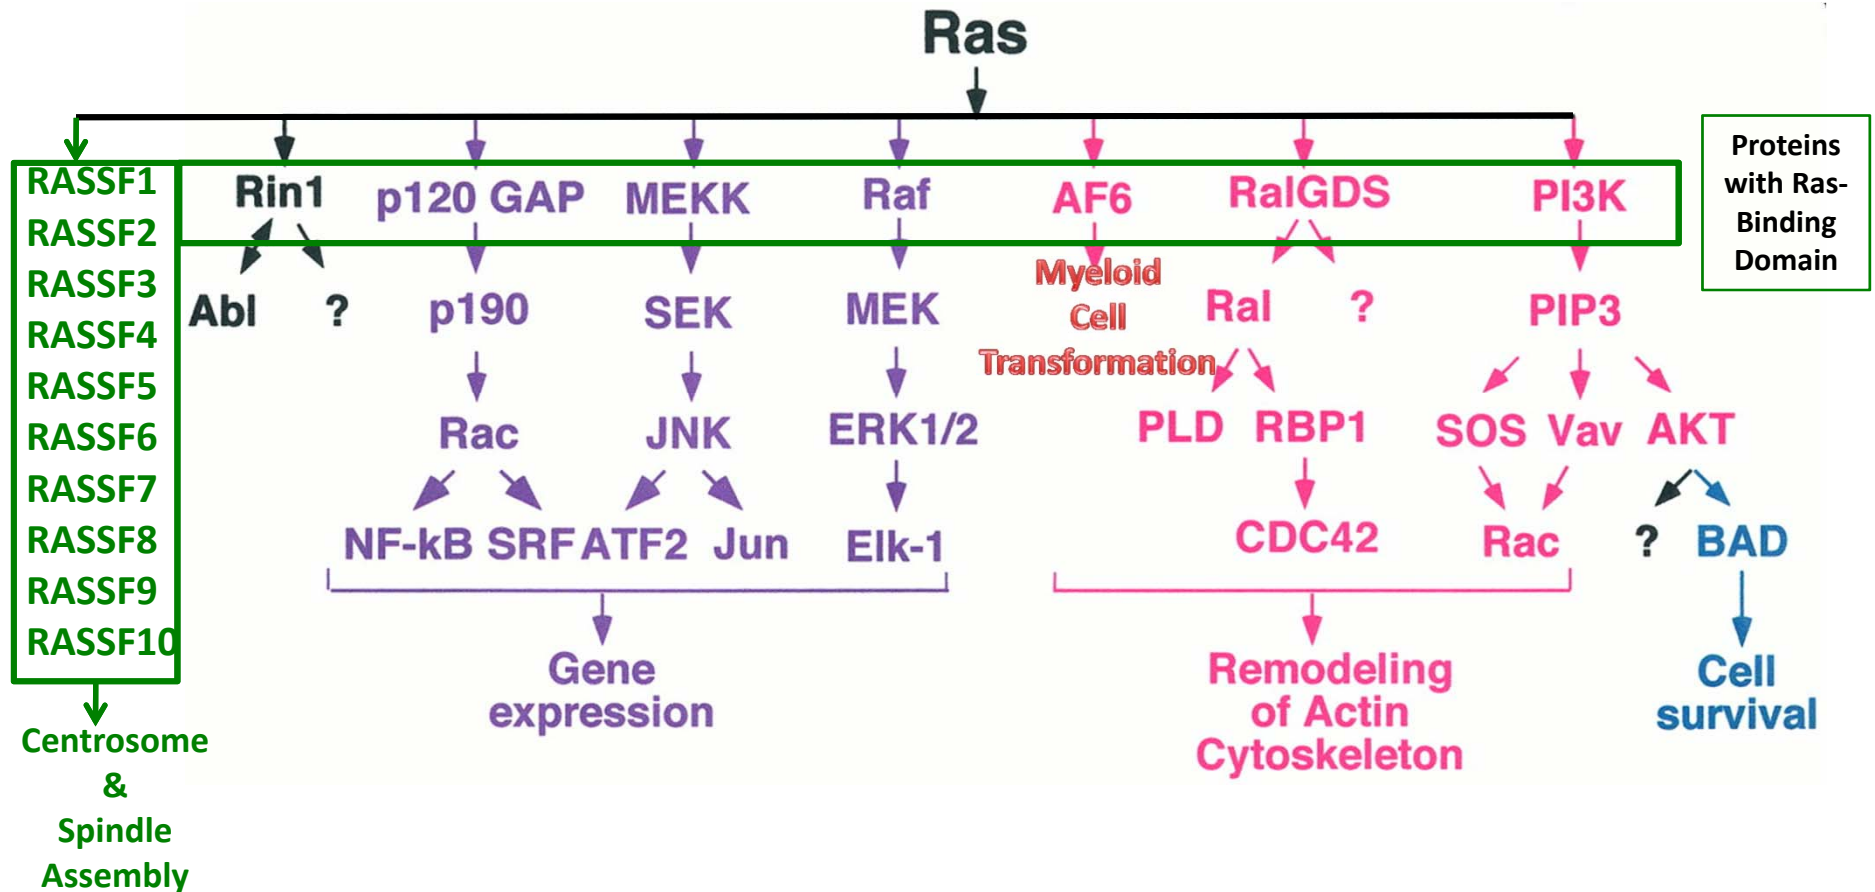 Ras
Proteins
with Ras-
Binding
Domain
RASSF1
RASSF2
RASSF3
RASSF4
RASSF5
RASSF6
RASSF7
RASSF8
RASSF9
RASSF10
Centrosome
&
Spindle
Assembly
Rin1 p120 GAP MEKK Raf AF6 RalGDS PI3K
Abl ? p190 SEK MEK Ral ? PIP3
Myeloid
Cell
Transformation
Rac JNK ERK1/2 PLD RBP1 SOS Vav AKT
NF-kB SRF ATF2 Jun Elk-1 CDC42 Rac ? BAD
Gene
expression
Remodeling
of Actin
Cytoskeleton
Cell
survival